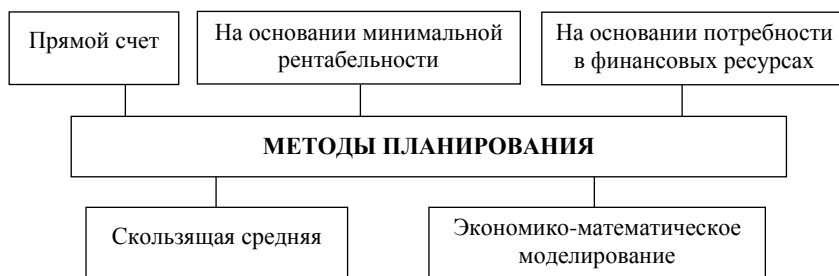 Прямой счет
На основании минимальной
рентабельности
На основании потребности
в финансовых ресурсах
МЕТОДЫ ПЛАНИРОВАНИЯ
Скользящая средняя
Экономико-математическое
моделирование